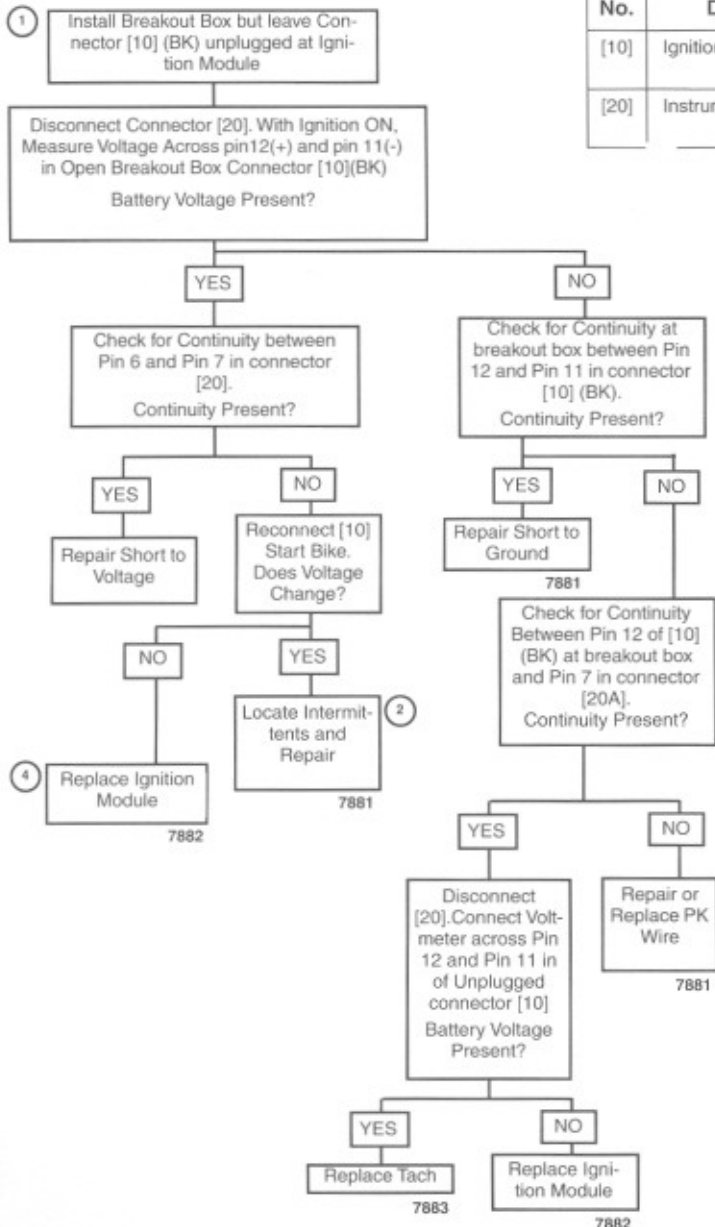 1
Install Breakout Box but leave Con-
nector [10] (BK) unplugged at Igni-
tion Module
No.
[10]
[20]
Disconnect Connector [20]. With Ignition ON,
Measure Voltage Across pin12(+) and pin 11(-)
in Open Breakout Box Connector [10](BK)
Battery Voltage Present?
YES
NO
Check for Continuity between
Pin 6 and Pin 7 in connector
[20].
Continuity Present?
Check for Continuity at
breakout box between Pin
12 and Pin 11 in connector
[10] (BK).
Continuity Present?
YES
NO
YES
NO
Repair Short to
Voltage
Reconnect [10]
Start Bike.
Does Voltage
Change?
Repair Short to
Ground
7881
NO
YES
Check for Continuity
Between Pin 12 of [10]
(BK) at breakout box
and Pin 7 in connector
[20A].
Continuity Present?
4
Replace Ignition
Module
7882
Locate Intermit-
tents and
Repair
2
7881
YES
NO
Disconnect
[20].Connect Volt-
meter across Pin
12 and Pin 11 in
of Unplugged
connector [10]
Battery Voltage
Present?
Repair or
Replace PK
Wire
7881
YES
NO
Replace Tach
7883
Replace Igni-
tion Module
7882